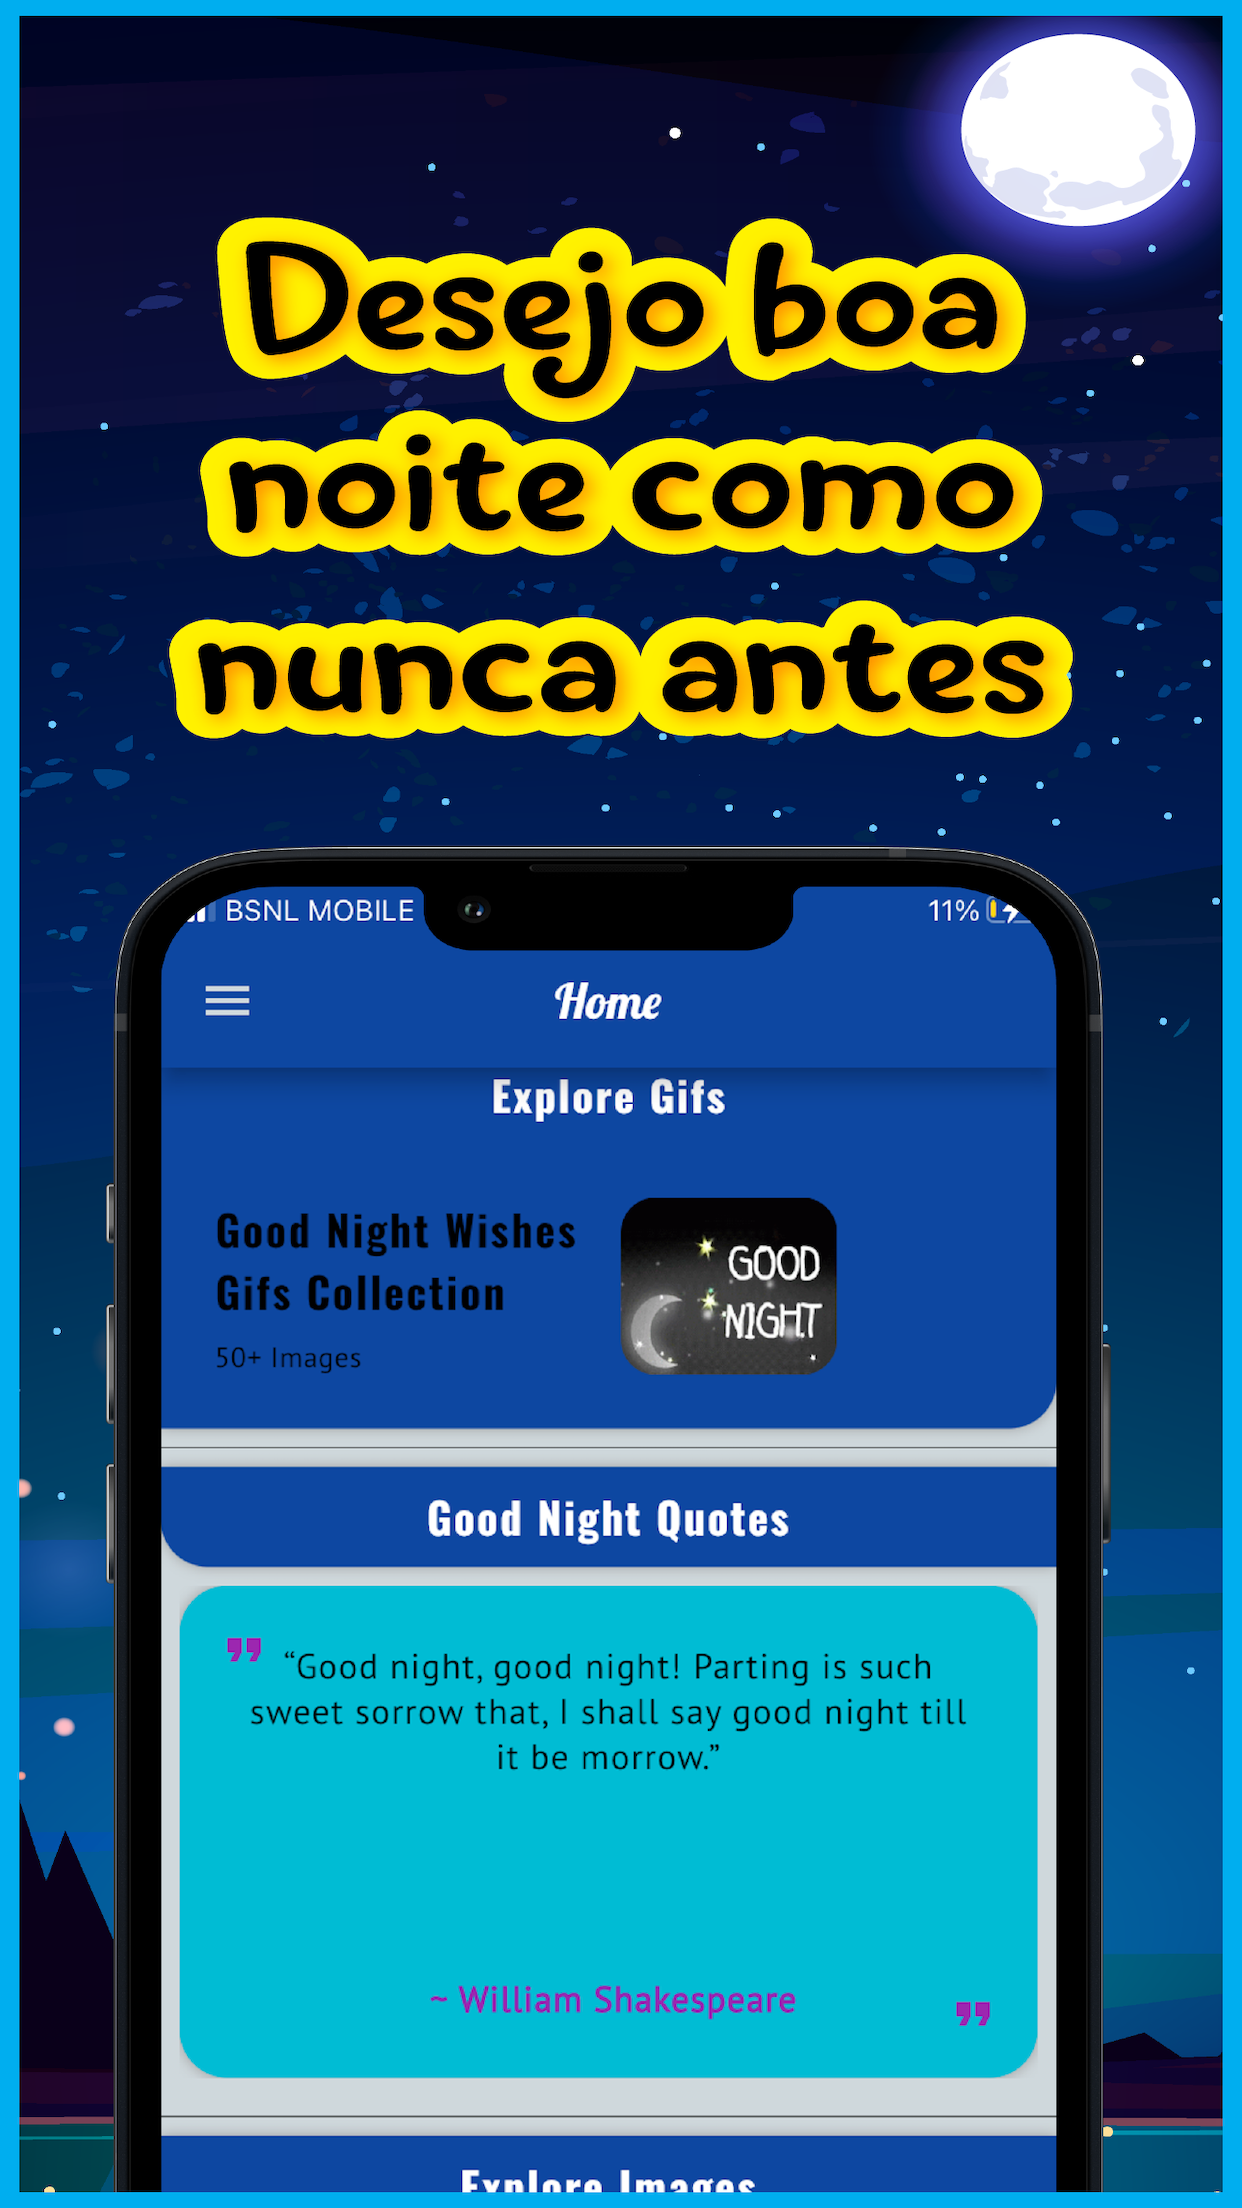 Desejo boa
noite como
nunca antes
BSNL MOBILE
11%
Home
Explore Gifs
Good Night Wishes
Gifs Collection
50+ Images
GOOD
NIGHT
Good Night Quotes
“Good night, good night! Parting is such
sweet sorrow that, I shall say good night till
it be morrow.”
~ William Shakespeare
Explore Images